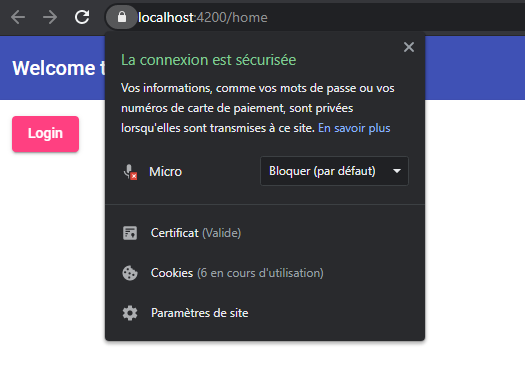 localhost:4200/home
Welcome t
La connexion est sécurisée
Vos informations, comme vos mots de passe ou vos
numéros de carte de paiement, sont privées
lorsqu'elles sont transmises à ce site. En savoir plus
Login
Micro
Bloquer (par défaut)
Certificat (Valide)
Cookies (6 en cours d'utilisation)
Paramètres de site